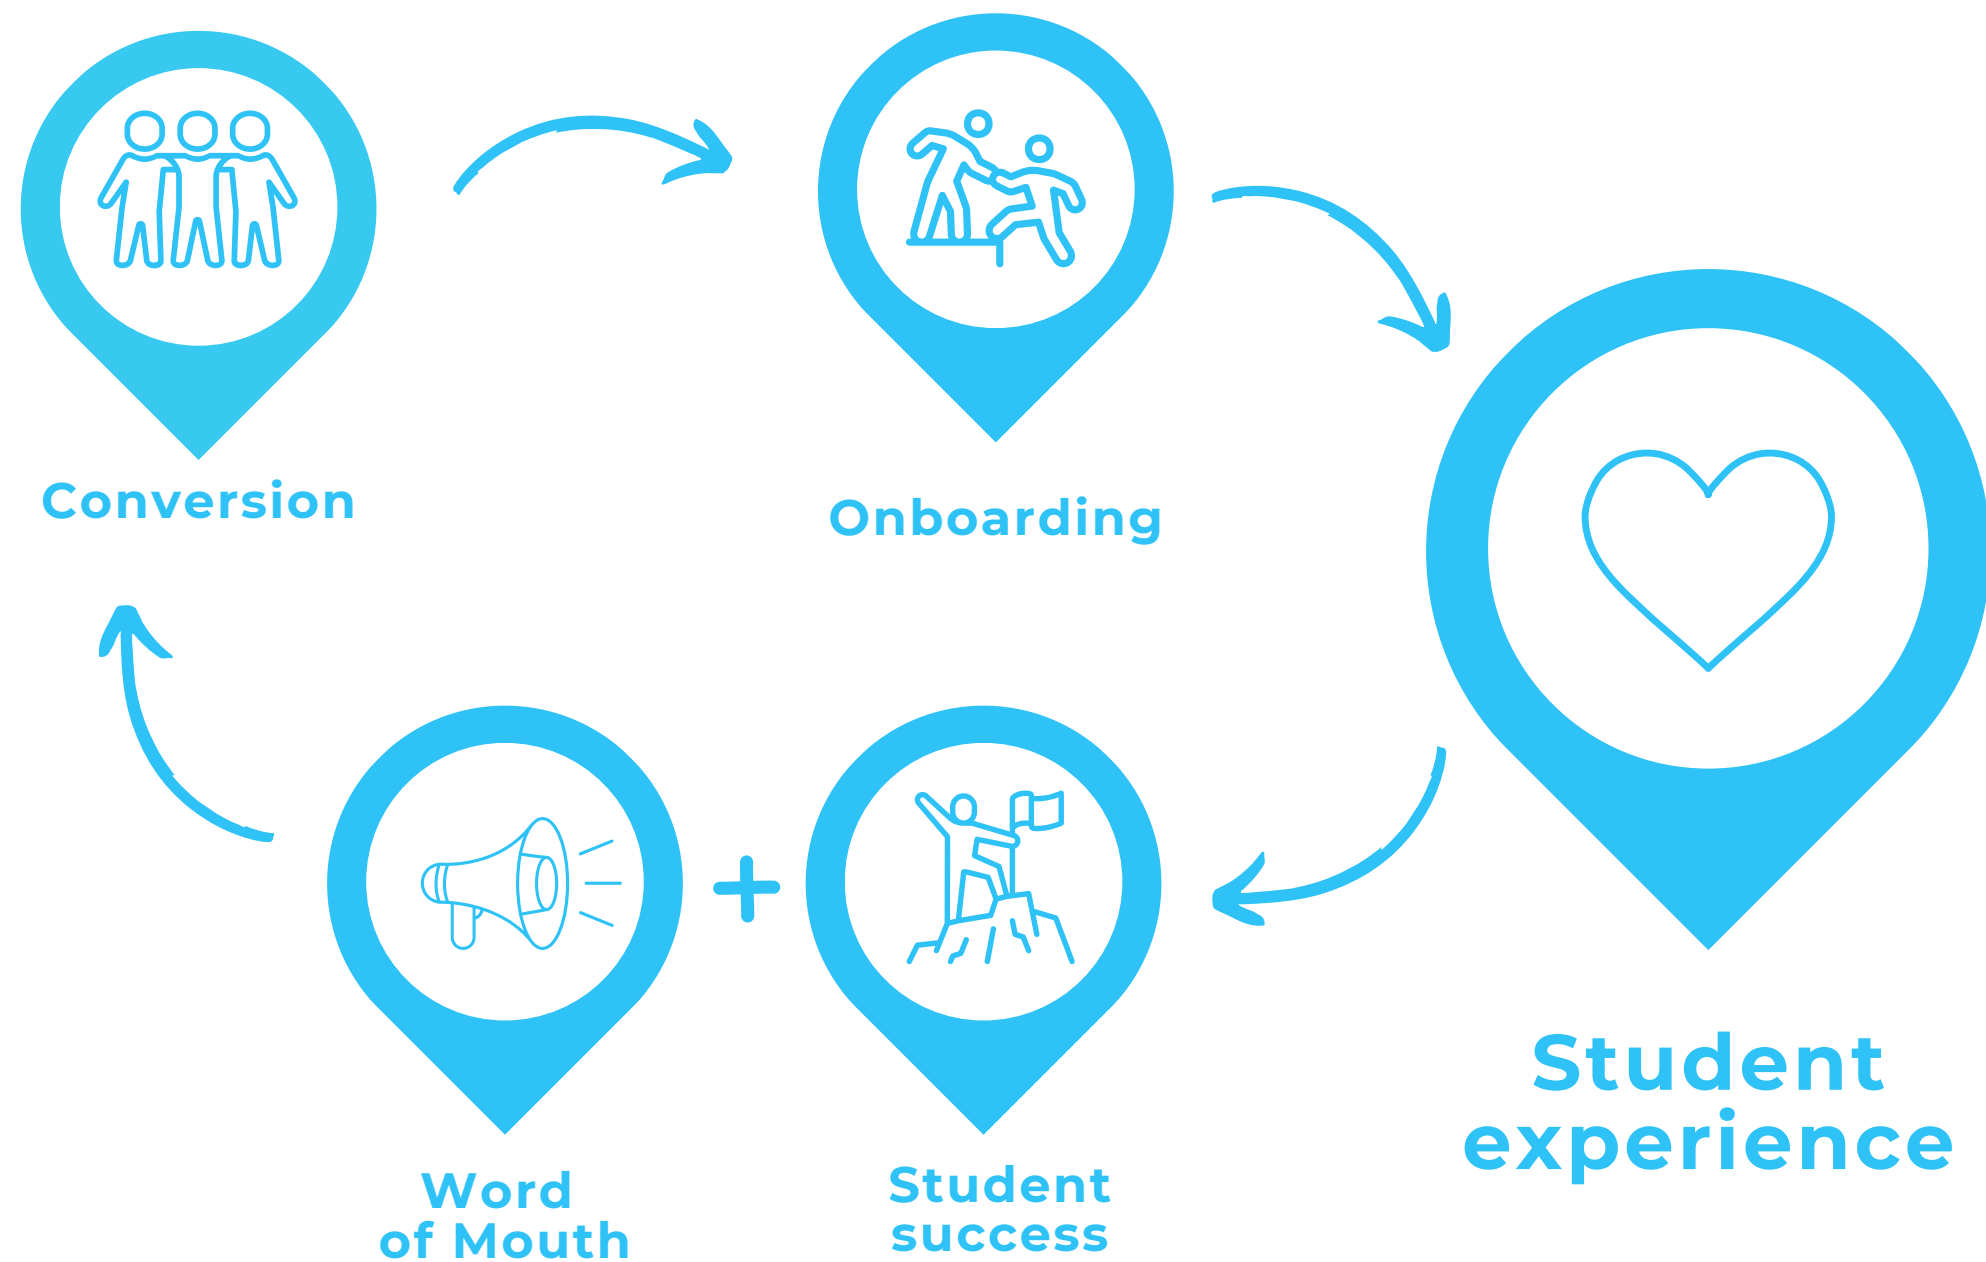 Conversion
Onboarding
Student
experience
Word
of Mouth
Student
success